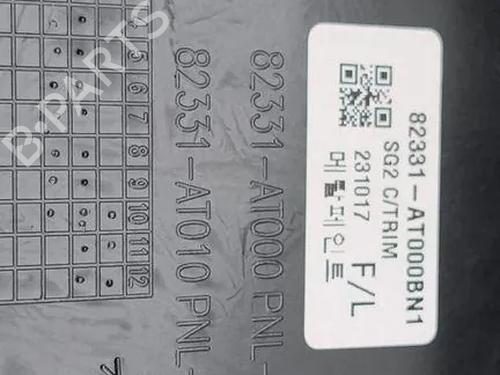 82331-AT000BN1
SG2 C/TRIM
231017 F/L
메탈페인트
82331-AT000 PNL-
82331-AT010 PNL-
4
5
6
7
8
9
10
11
12
B-PARTS